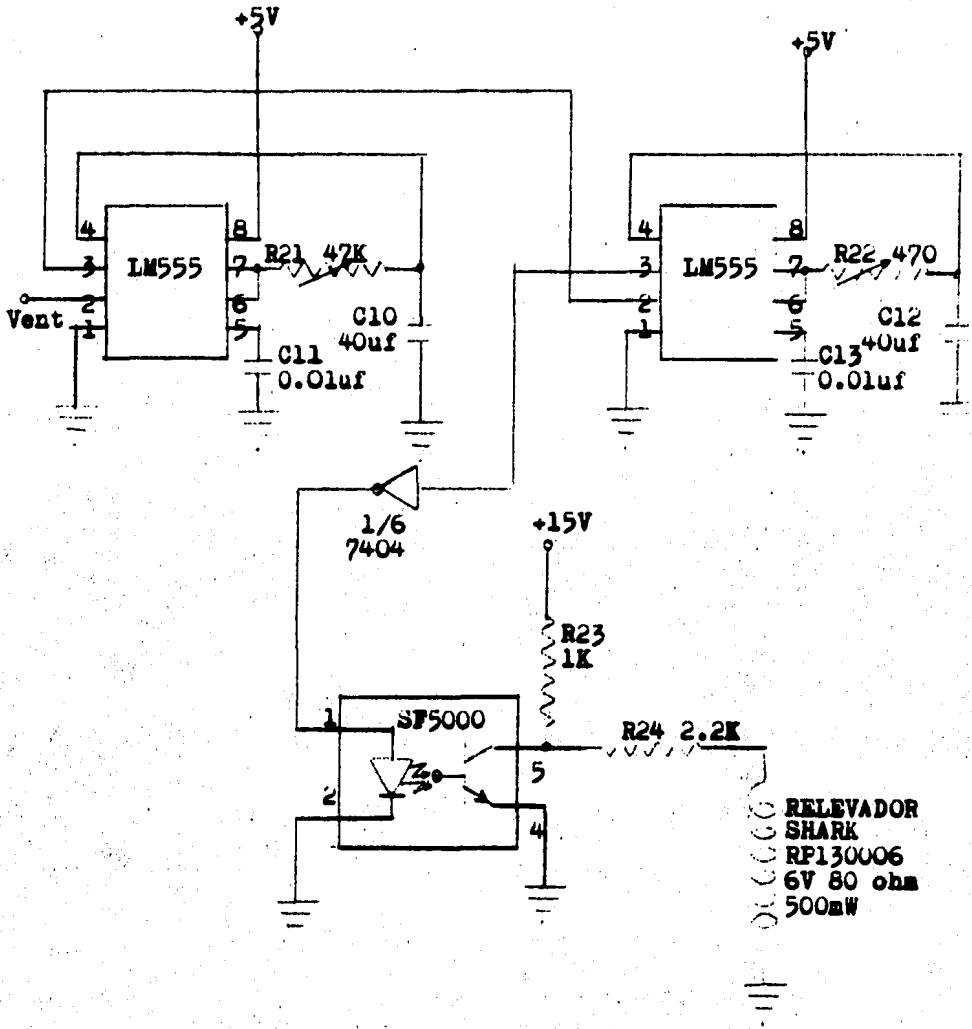 +5V
+5V
4
3
2
1
LM555
8
7
6
5
R21 47K
Vent
C10
40uf
C11
0.01uf
4
3
2
1
LM555
8
7
6
5
R22 470
C12
40uf
C13
0.01uf
1/6
7404
+15V
R23
1K
1
SF5000
2
5
4
R24 2.2K
RELEVADOR
SHARK
RP130006
6V 80 ohm
500mW